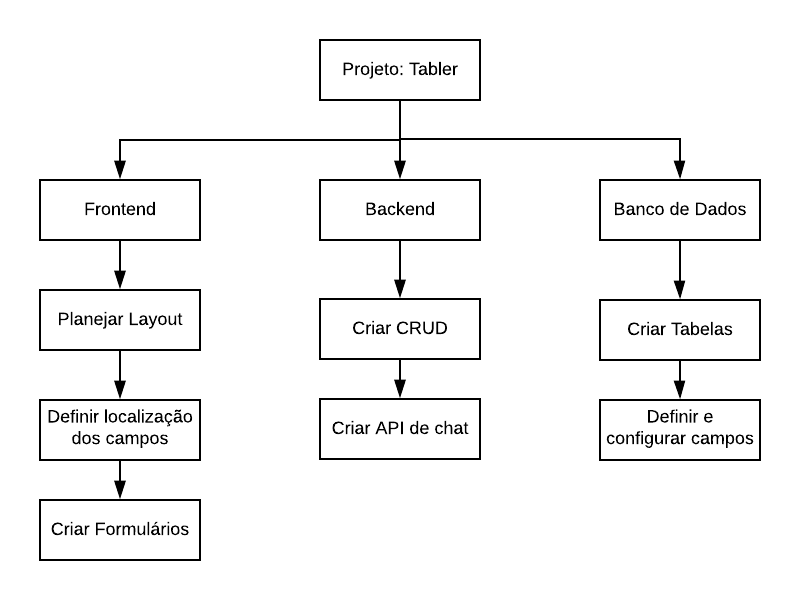 Projeto: Tabler
Frontend
Backend
Banco de Dados
Planejar Layout
Criar CRUD
Criar Tabelas
Definir localização
dos campos
Criar API de chat
Definir e
configurar campos
Criar Formulários